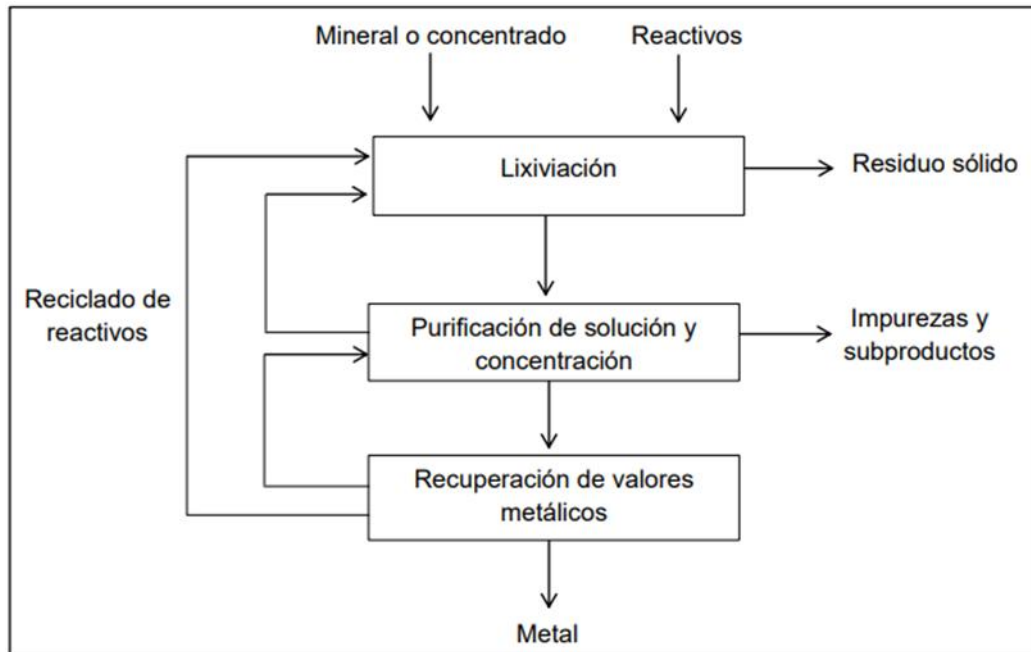 Mineral o concentrado
Reactivos
Lixiviación
Residuo sólido
Reciclado de
reactivos
Purificación de solución y
concentración
Impurezas y
subproductos
Recuperación de valores
metálicos
Metal